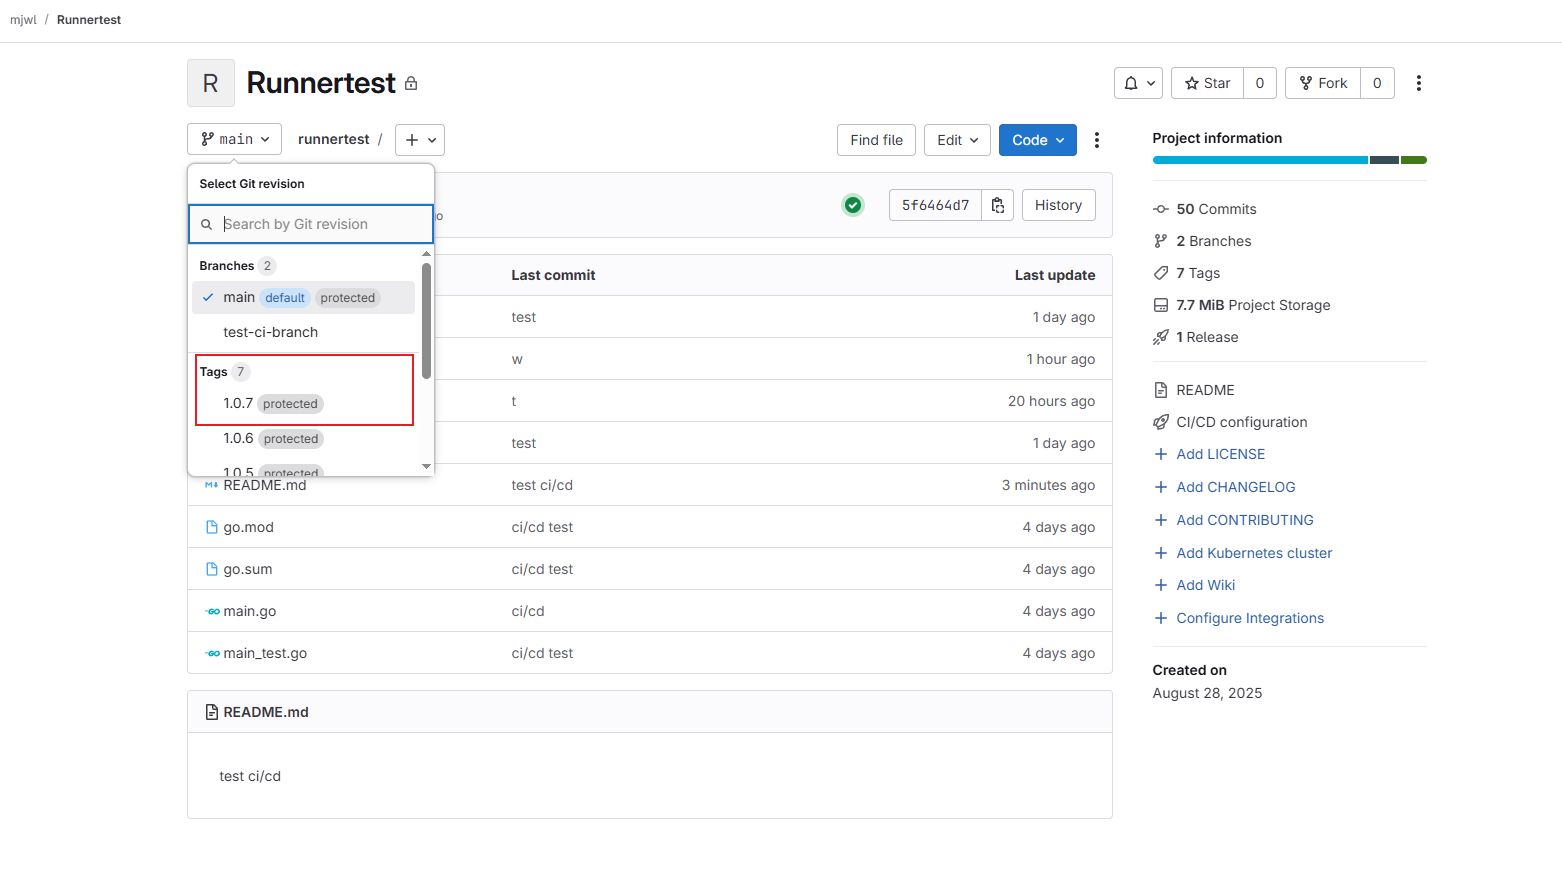 mjwl / Runnertest
R Runnertest
Star 0 Fork 0
main runnertest / Find file Edit Code
Select Git revision
Search by Git revision
Branches 2
main default protected
test-ci-branch
Tags 7
1.0.7 protected
1.0.6 protected
1.0.5 protected
o
5f6464d7 History
Last commit Last update
test 1 day ago
w 1 hour ago
t 20 hours ago
test 1 day ago
README.md test ci/cd 3 minutes ago
go.mod ci/cd test 4 days ago
go.sum ci/cd test 4 days ago
main.go ci/cd 4 days ago
main_test.go ci/cd test 4 days ago
README.md
test ci/cd
Project information
50 Commits
2 Branches
7 Tags
7.7 MiB Project Storage
1 Release
README
CI/CD configuration
Add LICENSE
Add CHANGELOG
Add CONTRIBUTING
Add Kubernetes cluster
Add Wiki
Configure Integrations
Created on
August 28, 2025